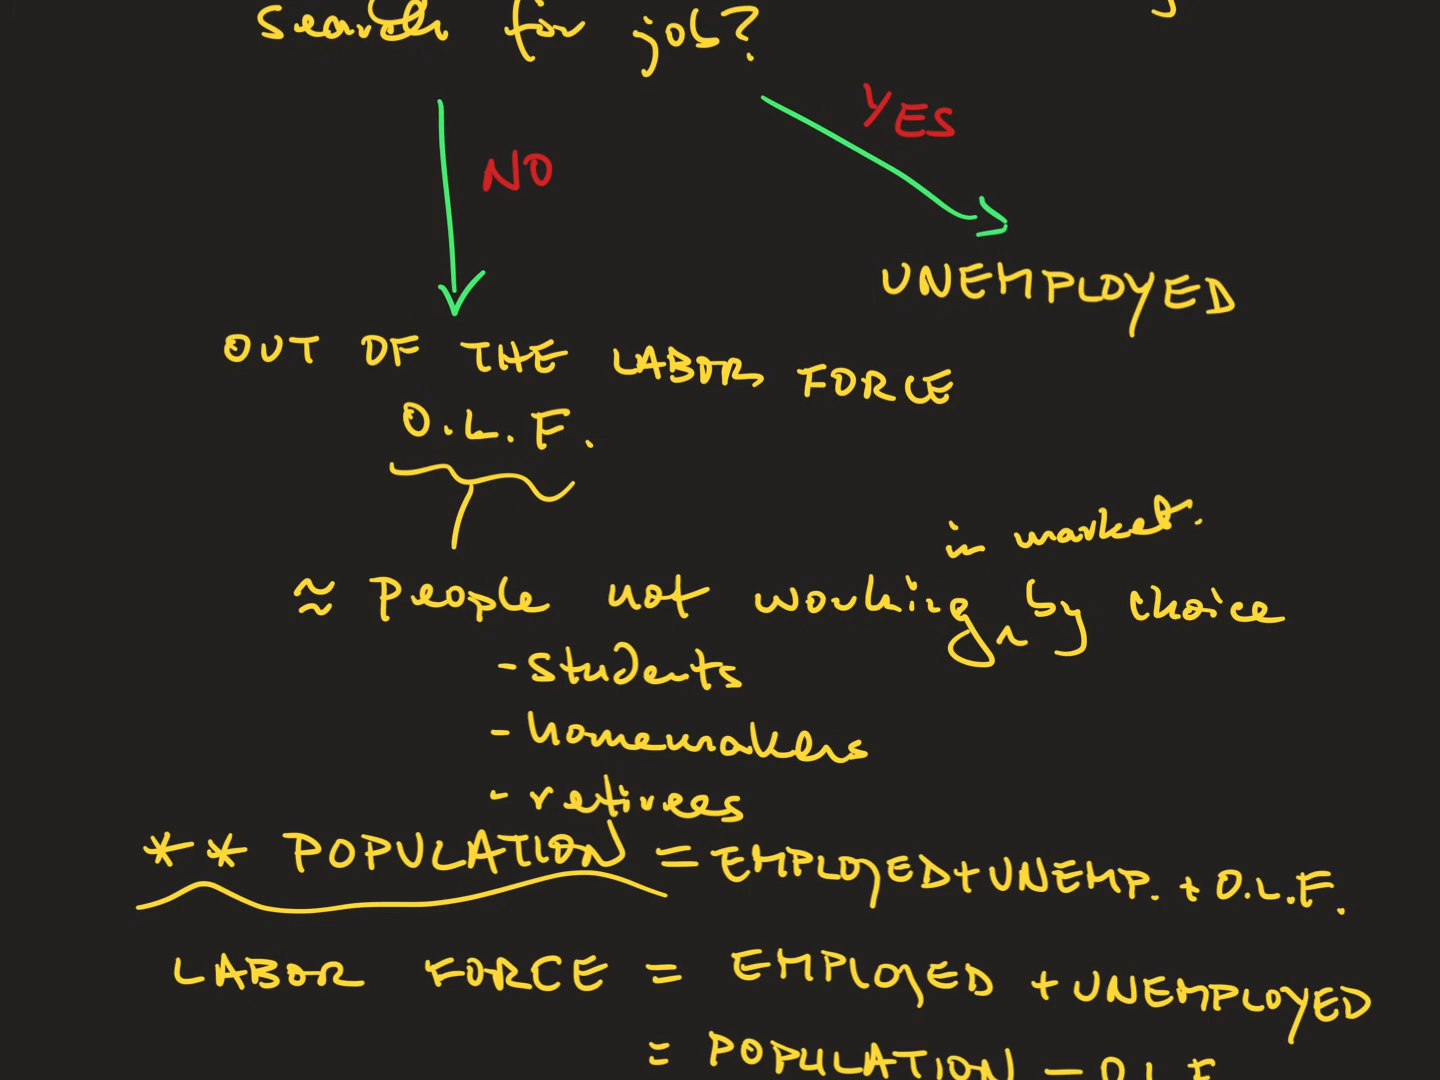 search for job?
YES
NO
UNEMPLOYED
OUT OF THE LABOR FORCE
O.L.F.
in market.
≈ people not working ^ by choice
- students
- homemakers
- retirees
** POPULATION = EMPLOYED + UNEMP. + O.L.F.
LABOR FORCE = EMPLOYED + UNEMPLOYED
= POPULATION - O.L.F.